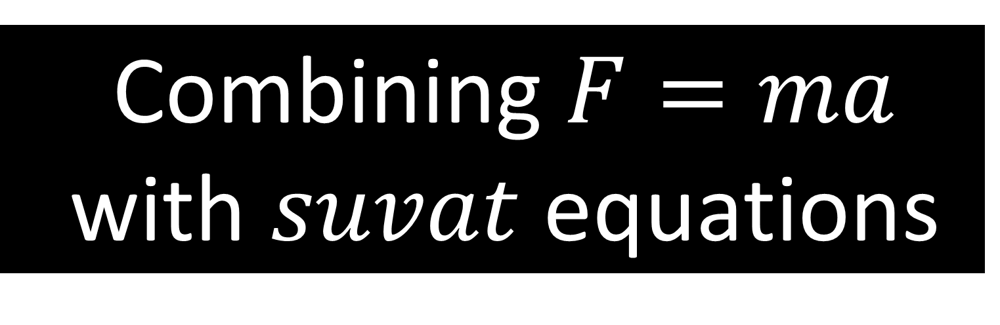 Combining F = ma
with suvat equations